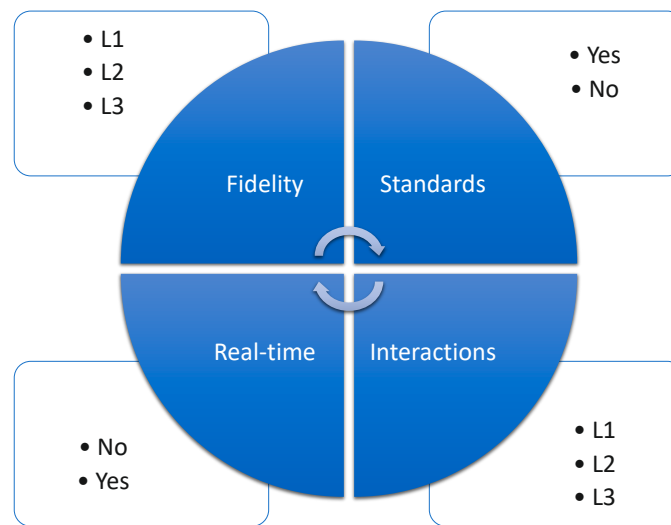 • L1
• L2
• L3
• Yes
• No
Fidelity
Standards
Real-time
Interactions
• No
• Yes
• L1
• L2
• L3